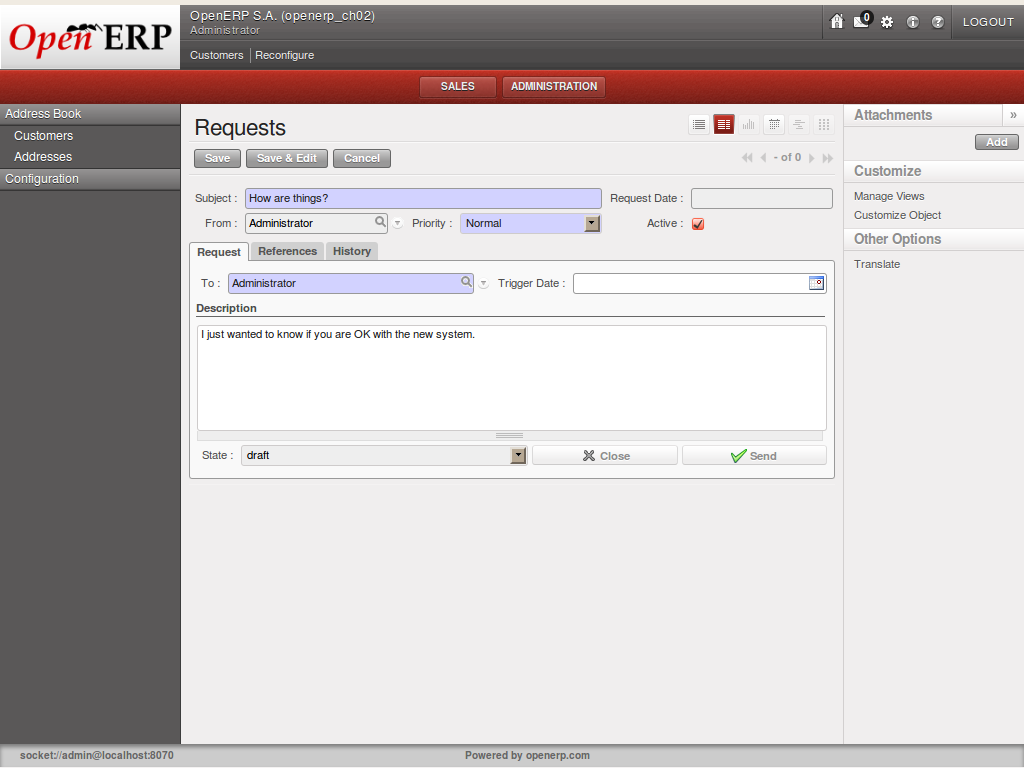 Open ERP
OpenERP S.A. (openerp_ch02)
Administrator
0
LOGOUT
Customers Reconfigure
SALES ADMINISTRATION
Address Book
Customers
Addresses
Configuration
Requests
Save Save & Edit Cancel - of 0
Subject : How are things? Request Date :
From : Administrator Priority : Normal Active :
Request References History
To : Administrator Trigger Date :
Description
I just wanted to know if you are OK with the new system.
State : draft Close Send
Attachments »
Add
Customize
Manage Views
Customize Object
Other Options
Translate
socket://admin@localhost:8070 Powered by openerp.com